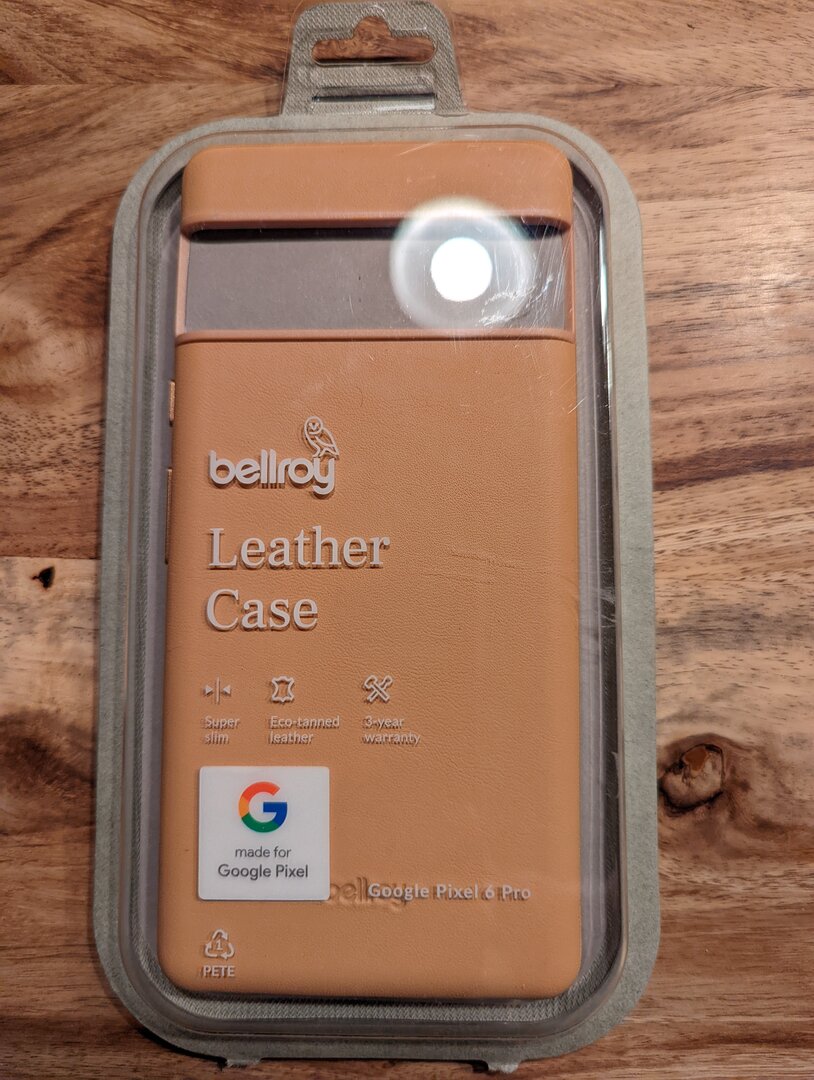 bellroy
Leather
Case
Super
slim
Eco-tanned
leather
3-year
warranty
G
made for
Google Pixel
bellroy
Google Pixel 6 Pro
1
PETE